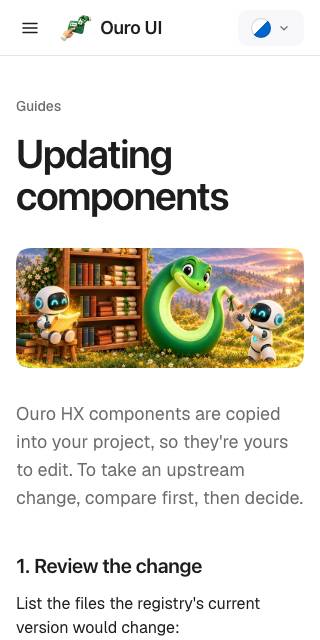 Ouro UI
Guides
Updating
components
Ouro HX components are copied
into your project, so they're yours
to edit. To take an upstream
change, compare first, then decide.
1. Review the change
List the files the registry's current
version would change: